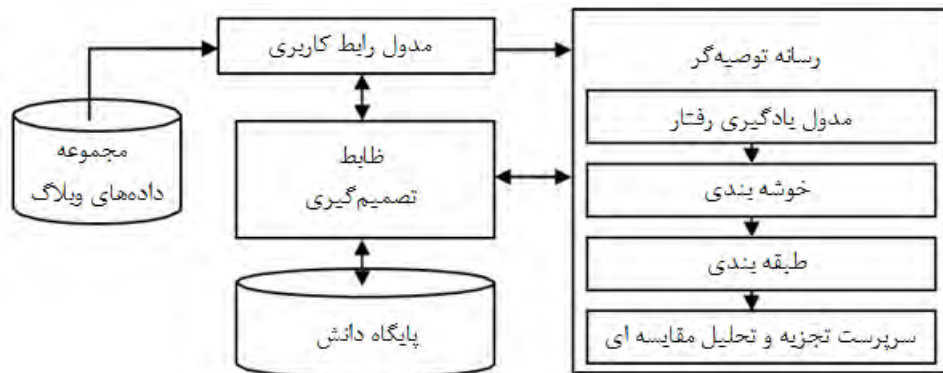 مدول رابط کاربری
رسانه توصیه‌گر
مدول یادگیری رفتار
خوشه بندی
طبقه بندی
سرپرست تجزیه و تحلیل مقایسه ای
ظابط
تصمیم‌گیری
پایگاه دانش
مجموعه
داده‌های وبلاگ